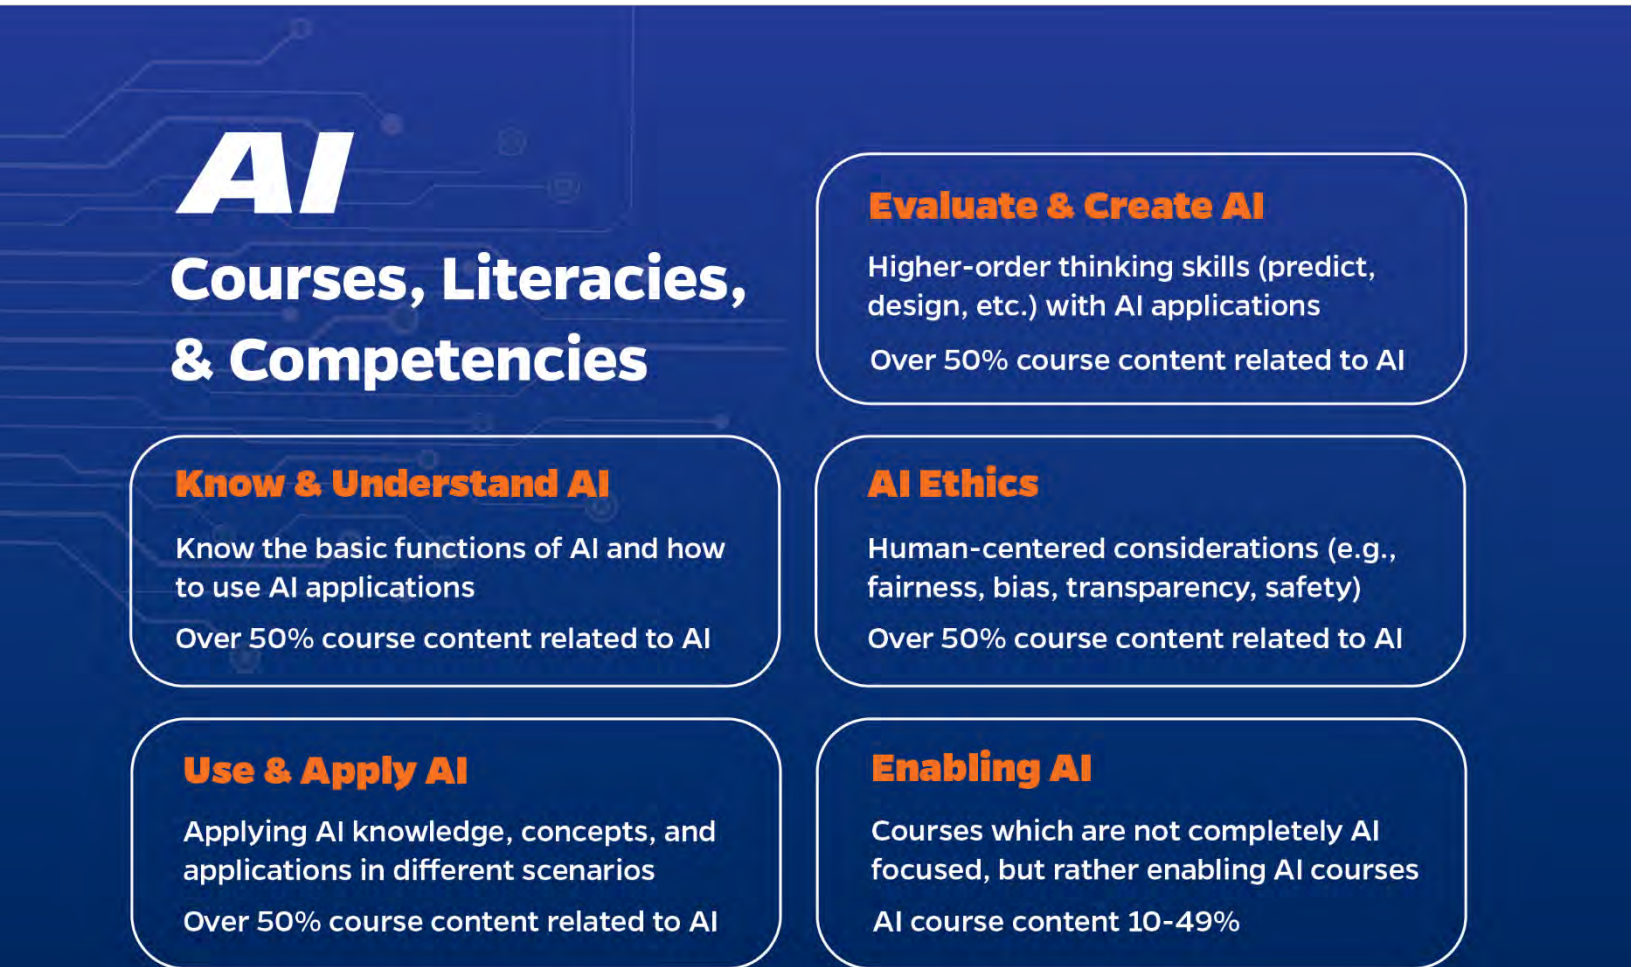 AI
Courses, Literacies,
& Competencies
Evaluate & Create AI
Higher-order thinking skills (predict,
design, etc.) with AI applications
Over 50% course content related to AI
Know & Understand AI
Know the basic functions of AI and how
to use AI applications
Over 50% course content related to AI
AI Ethics
Human-centered considerations (e.g.,
fairness, bias, transparency, safety)
Over 50% course content related to AI
Use & Apply AI
Applying AI knowledge, concepts, and
applications in different scenarios
Over 50% course content related to AI
Enabling AI
Courses which are not completely AI
focused, but rather enabling AI courses
AI course content 10-49%